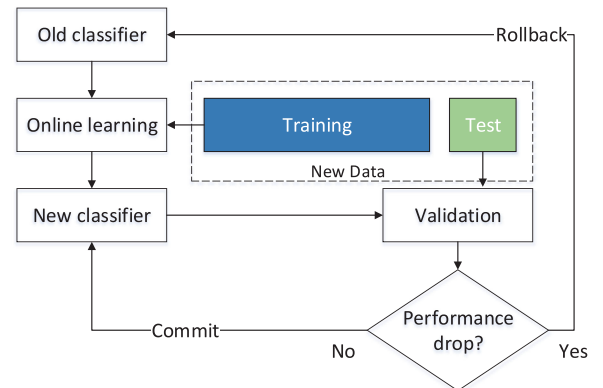 Old classifier
Rollback
Online learning
Training
Test
New Data
New classifier
Validation
Performance
drop?
Commit
No
Yes